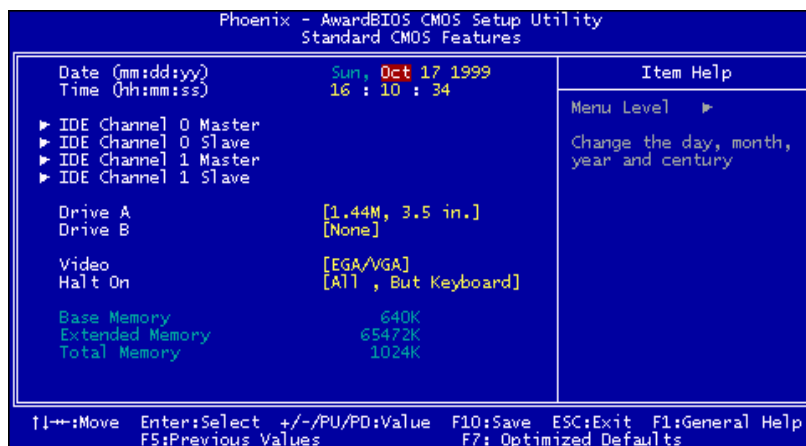 Phoenix - AwardBIOS CMOS Setup Utility
Standard CMOS Features
Date (mm:dd:yy) Sun, Oct 17 1999
Time (hh:mm:ss) 16 : 10 : 34
▶ IDE Channel 0 Master
▶ IDE Channel 0 Slave
▶ IDE Channel 1 Master
▶ IDE Channel 1 Slave
Drive A [1.44M, 3.5 in.]
Drive B [None]
Video [EGA/VGA]
Halt On [All , But Keyboard]
Base Memory 640K
Extended Memory 65472K
Total Memory 1024K
Item Help
Menu Level ▶
Change the day, month,
year and century
↑↓→←:Move Enter:Select +/-/PU/PD:Value F10:Save ESC:Exit F1:General Help
F5:Previous Values F7: Optimized Defaults